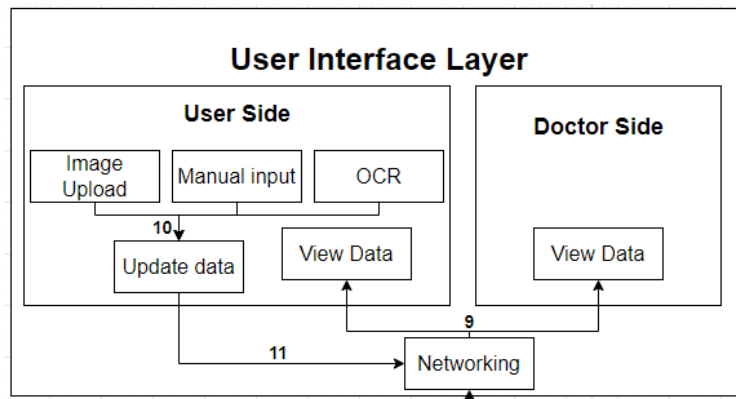 User Interface Layer
User Side
Doctor Side
Image
Upload
Manual input
OCR
10
Update data
View Data
View Data
9
11
Networking